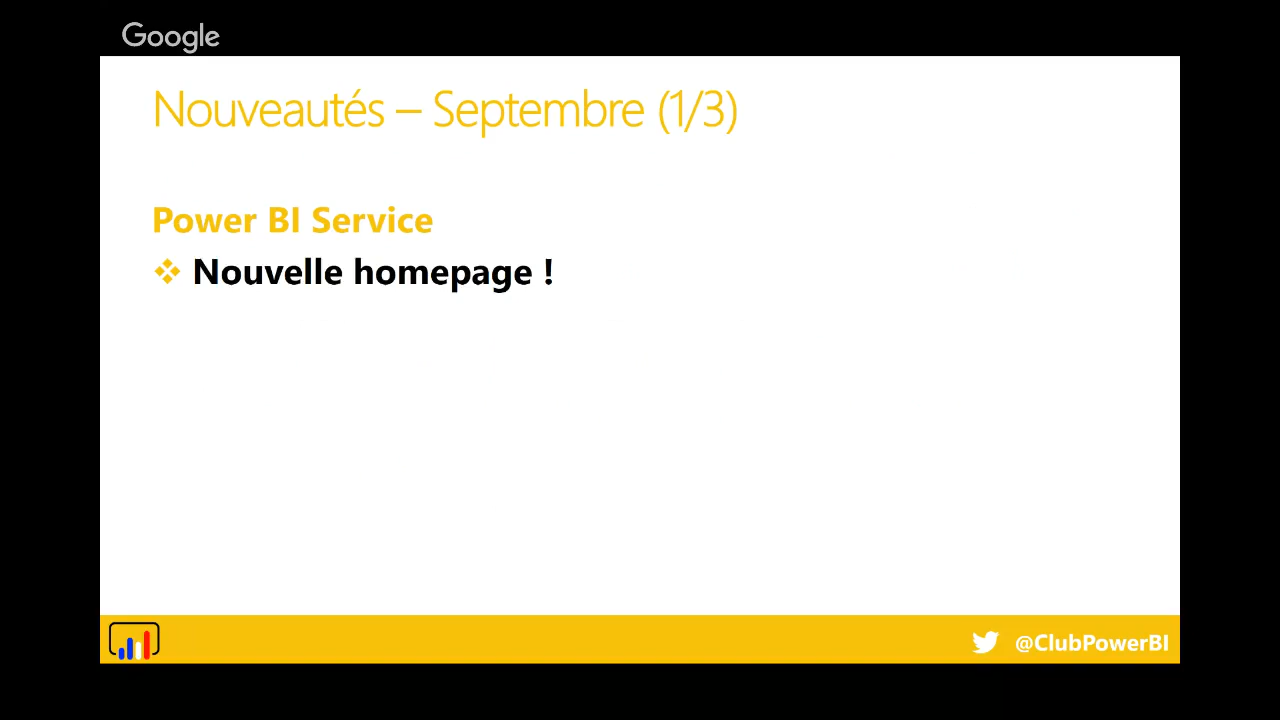 Google
Nouveautés – Septembre (1/3)
Power BI Service
❖ Nouvelle homepage !
@ClubPowerBI